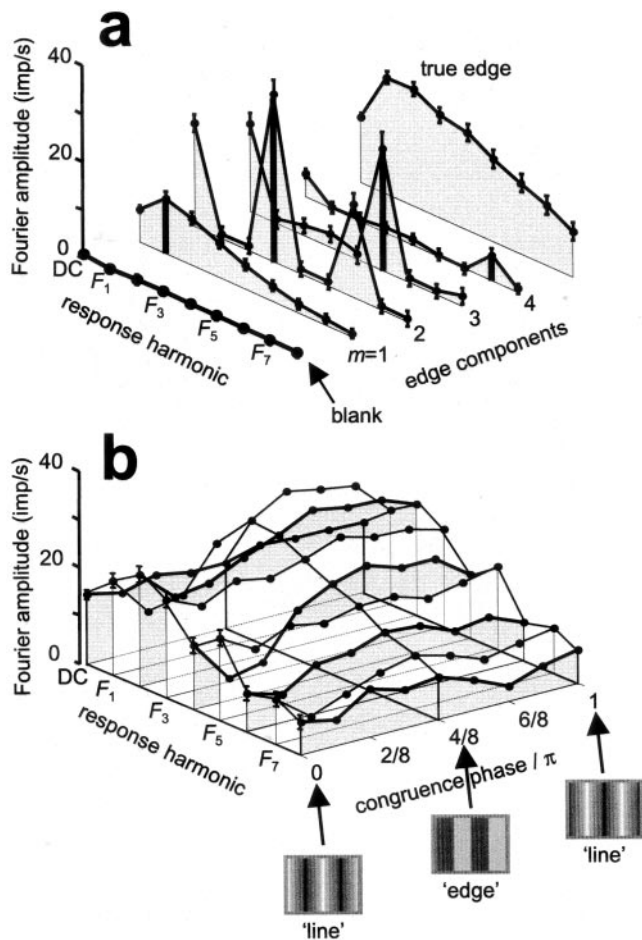 a
40
20
0
Fourier amplitude (imp/s)
true edge
DC
F1
F3
F5
F7
response harmonic
m=1
2
3
4
edge components
blank
b
40
20
0
Fourier amplitude (imp/s)
DC
F1
F3
F5
F7
response harmonic
0
2/8
4/8
6/8
1
congruence phase / π
'line'
'edge'
'line'